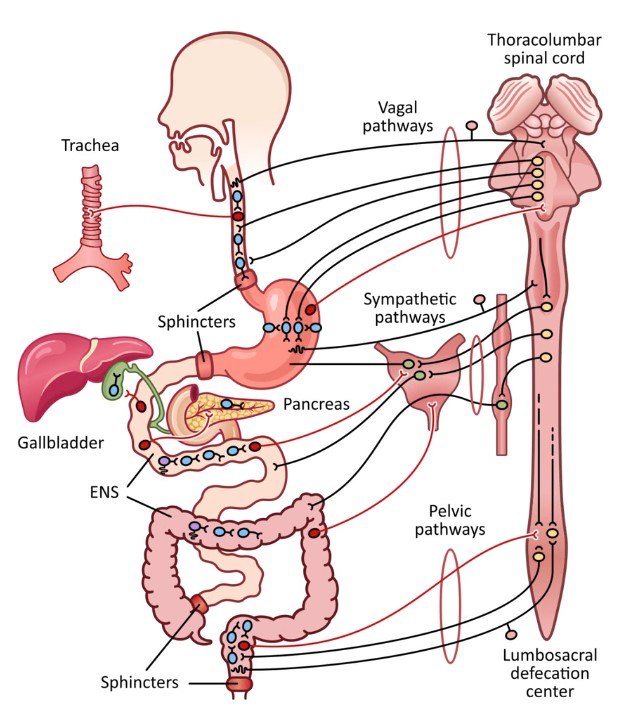 Thoracolumbar
spinal cord
Vagal
pathways
Trachea
Sympathetic
pathways
Sphincters
Pancreas
Gallbladder
ENS
Pelvic
pathways
Sphincters
Lumbosacral
defecation
center